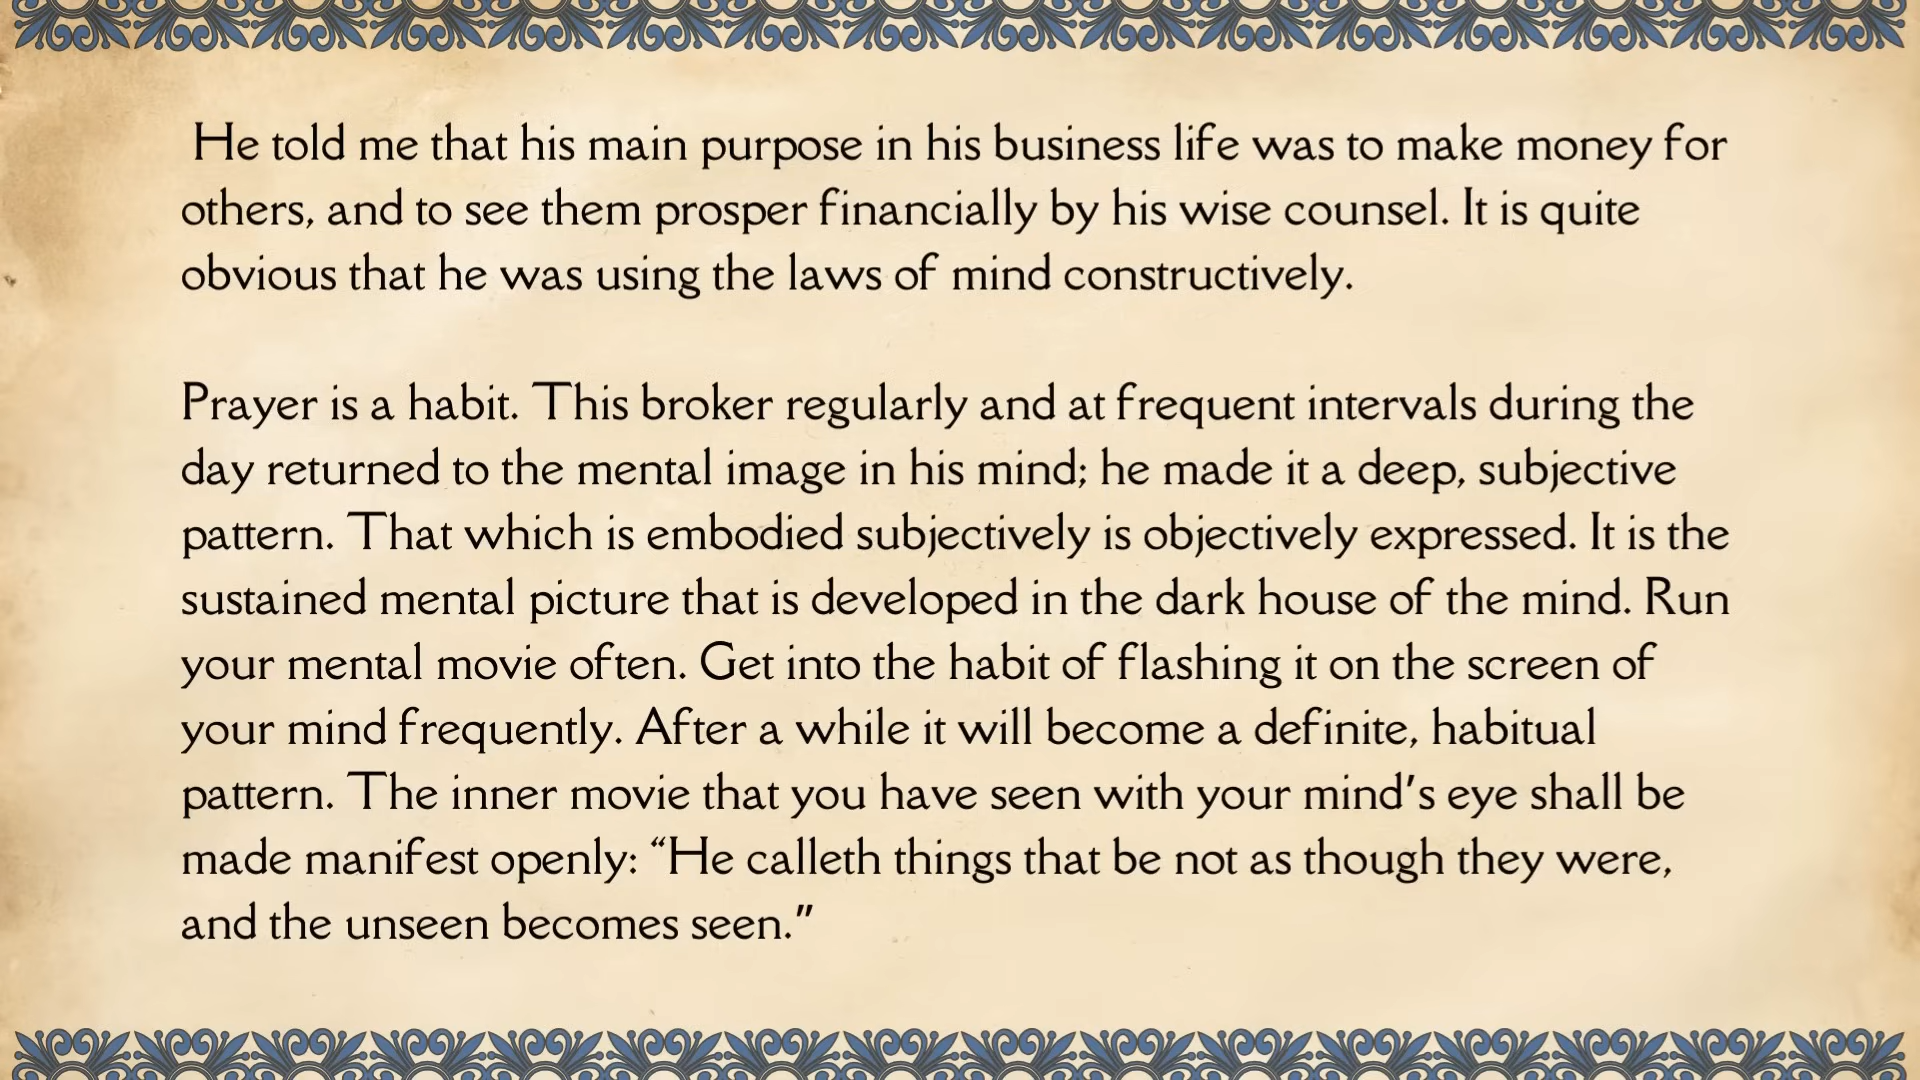 He told me that his main purpose in his business life was to make money for
others, and to see them prosper financially by his wise counsel. It is quite
obvious that he was using the laws of mind constructively.
Prayer is a habit. This broker regularly and at frequent intervals during the
day returned to the mental image in his mind; he made it a deep, subjective
pattern. That which is embodied subjectively is objectively expressed. It is the
sustained mental picture that is developed in the dark house of the mind. Run
your mental movie often. Get into the habit of flashing it on the screen of
your mind frequently. After a while it will become a definite, habitual
pattern. The inner movie that you have seen with your mind's eye shall be
made manifest openly: “He calleth things that be not as though they were,
and the unseen becomes seen."